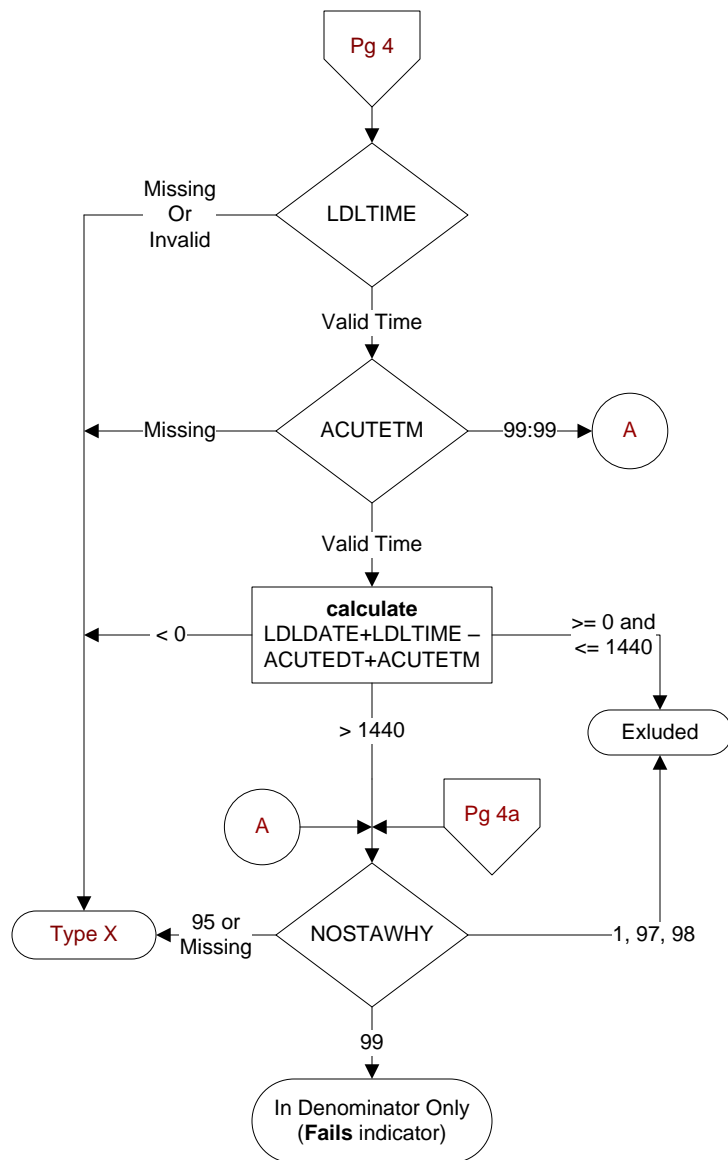 Pg 4
LDLTIME
Missing
Or
Invalid
Valid Time
ACUTETM
Missing
99:99
A
Valid Time
calculate
LDLDATE+LDLTIME –
ACUTEDT+ACUTETM
< 0
>= 0 and
<= 1440
> 1440
Exluded
A
Pg 4a
Type X
95 or
Missing
NOSTAWHY
1, 97, 98
99
In Denominator Only
(Fails indicator)